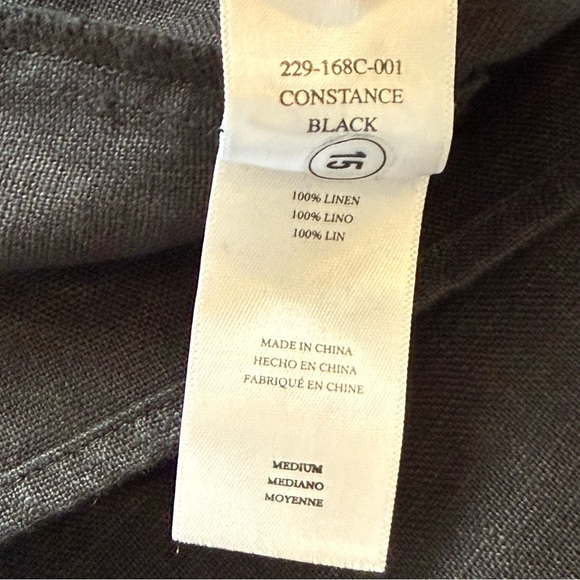 229-168C-001
CONSTANCE
BLACK
15
100% LINEN
100% LINO
100% LIN
MADE IN CHINA
HECHO EN CHINA
FABRIQUÉ EN CHINE
MEDIUM
MEDIANO
MOYENNE